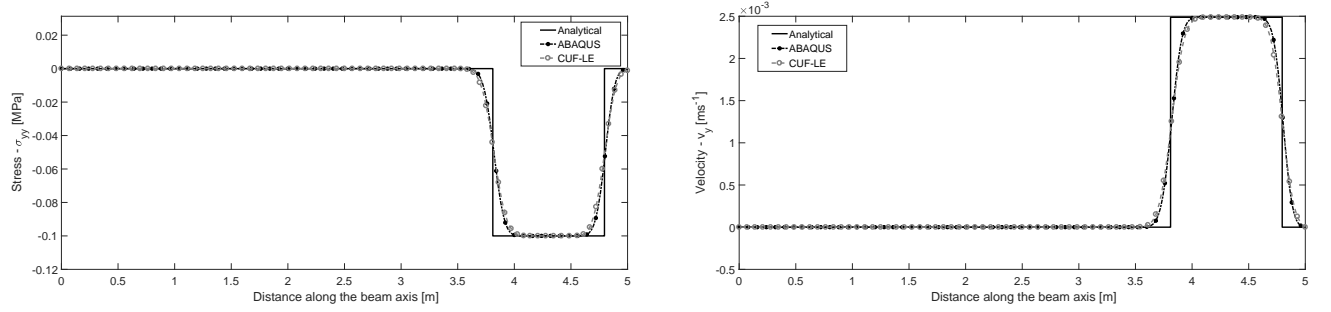 0.02
0
-0.02
-0.04
-0.06
-0.08
-0.1
-0.12
Stress - σyy [MPa]
Analytical
ABAQUS
CUF-LE
0 0.5 1 1.5 2 2.5 3 3.5 4 4.5 5
Distance along the beam axis [m]
×10-3
2.5
2
1.5
1
0.5
0
-0.5
Velocity - vy [ms-1]
Analytical
ABAQUS
CUF-LE
0 0.5 1 1.5 2 2.5 3 3.5 4 4.5 5
Distance along the beam axis [m]